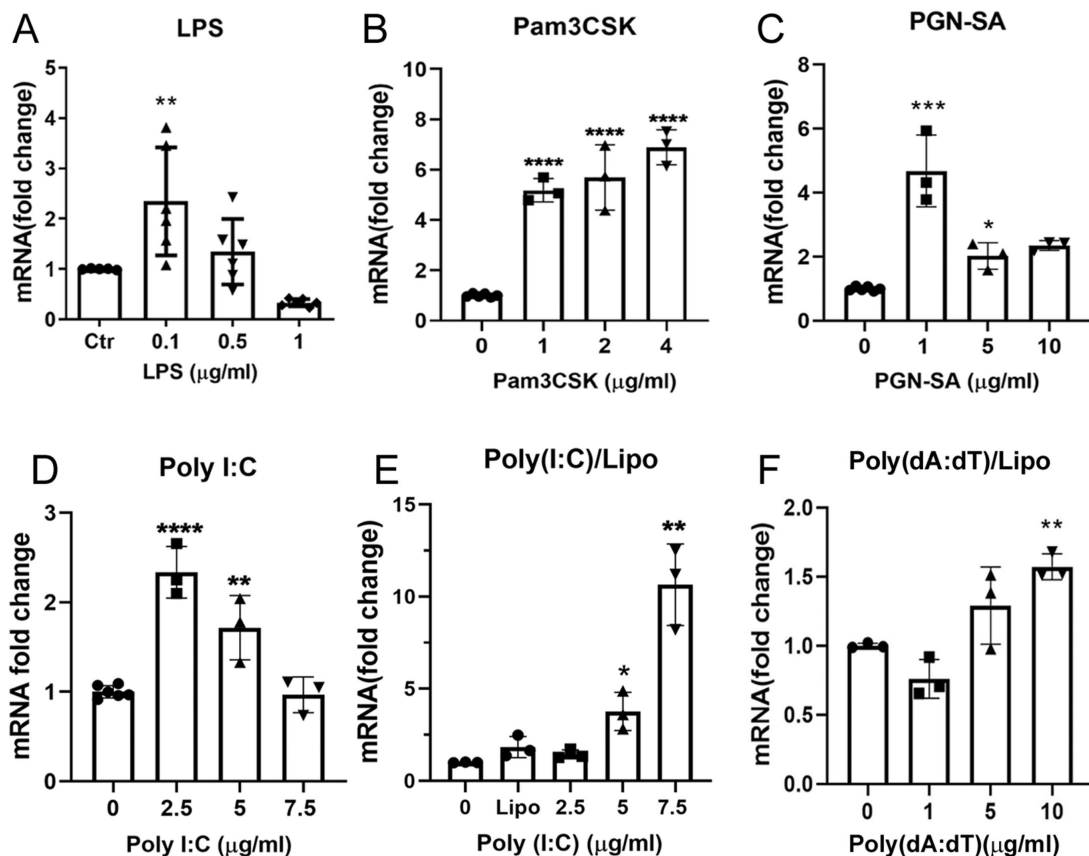 A
LPS
mRNA(fold change)
5
4
3
2
1
0
**
Ctr
0.1
0.5
1
LPS (μg/ml)
B
Pam3CSK
mRNA(fold change)
10
8
6
4
2
0
****
****
****
0
1
2
4
Pam3CSK (μg/ml)
C
PGN-SA
mRNA(fold change)
8
6
4
2
0
***
*
0
1
5
10
PGN-SA (μg/ml)
D
Poly I:C
mRNA fold change
3
2
1
0
****
**
0
2.5
5
7.5
Poly I:C (μg/ml)
E
Poly(I:C)/Lipo
mRNA(fold change)
15
10
5
0
*
**
0
Lipo
2.5
5
7.5
Poly (I:C) (μg/ml)
F
Poly(dA:dT)/Lipo
mRNA(fold change)
2.0
1.5
1.0
0.5
0.0
**
0
1
5
10
Poly(dA:dT)(μg/ml)